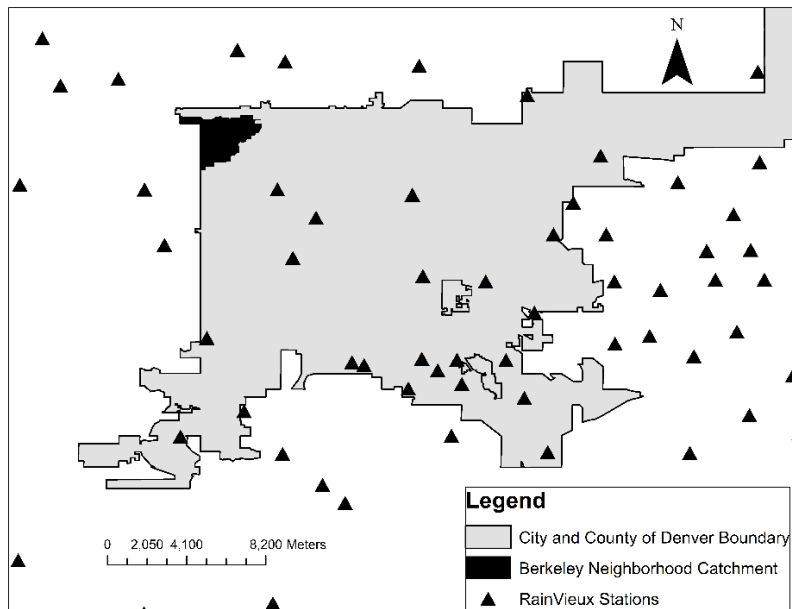 N
0 2,050 4,100 8,200 Meters
Legend
City and County of Denver Boundary
Berkeley Neighborhood Catchment
RainVieux Stations